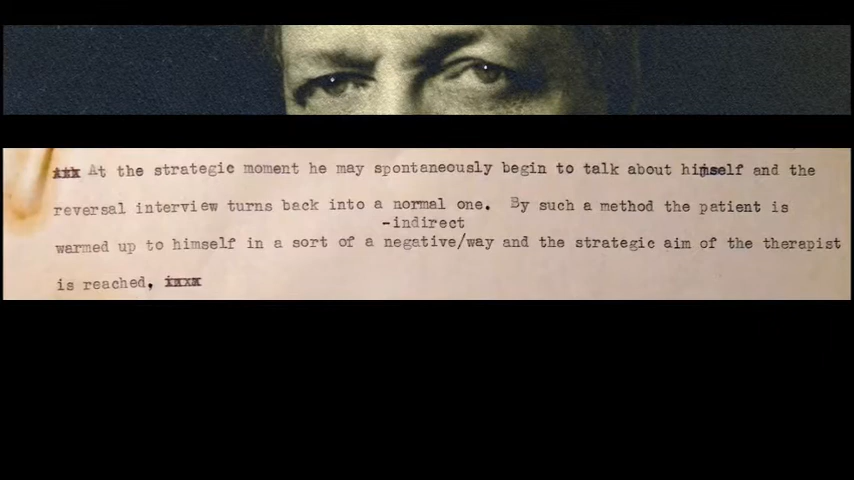 At the strategic moment he may spontaneously begin to talk about himself and the
reversal interview turns back into a normal one. By such a method the patient is
-indirect
warmed up to himself in a sort of a negative/way and the strategic aim of the therapist
is reached,